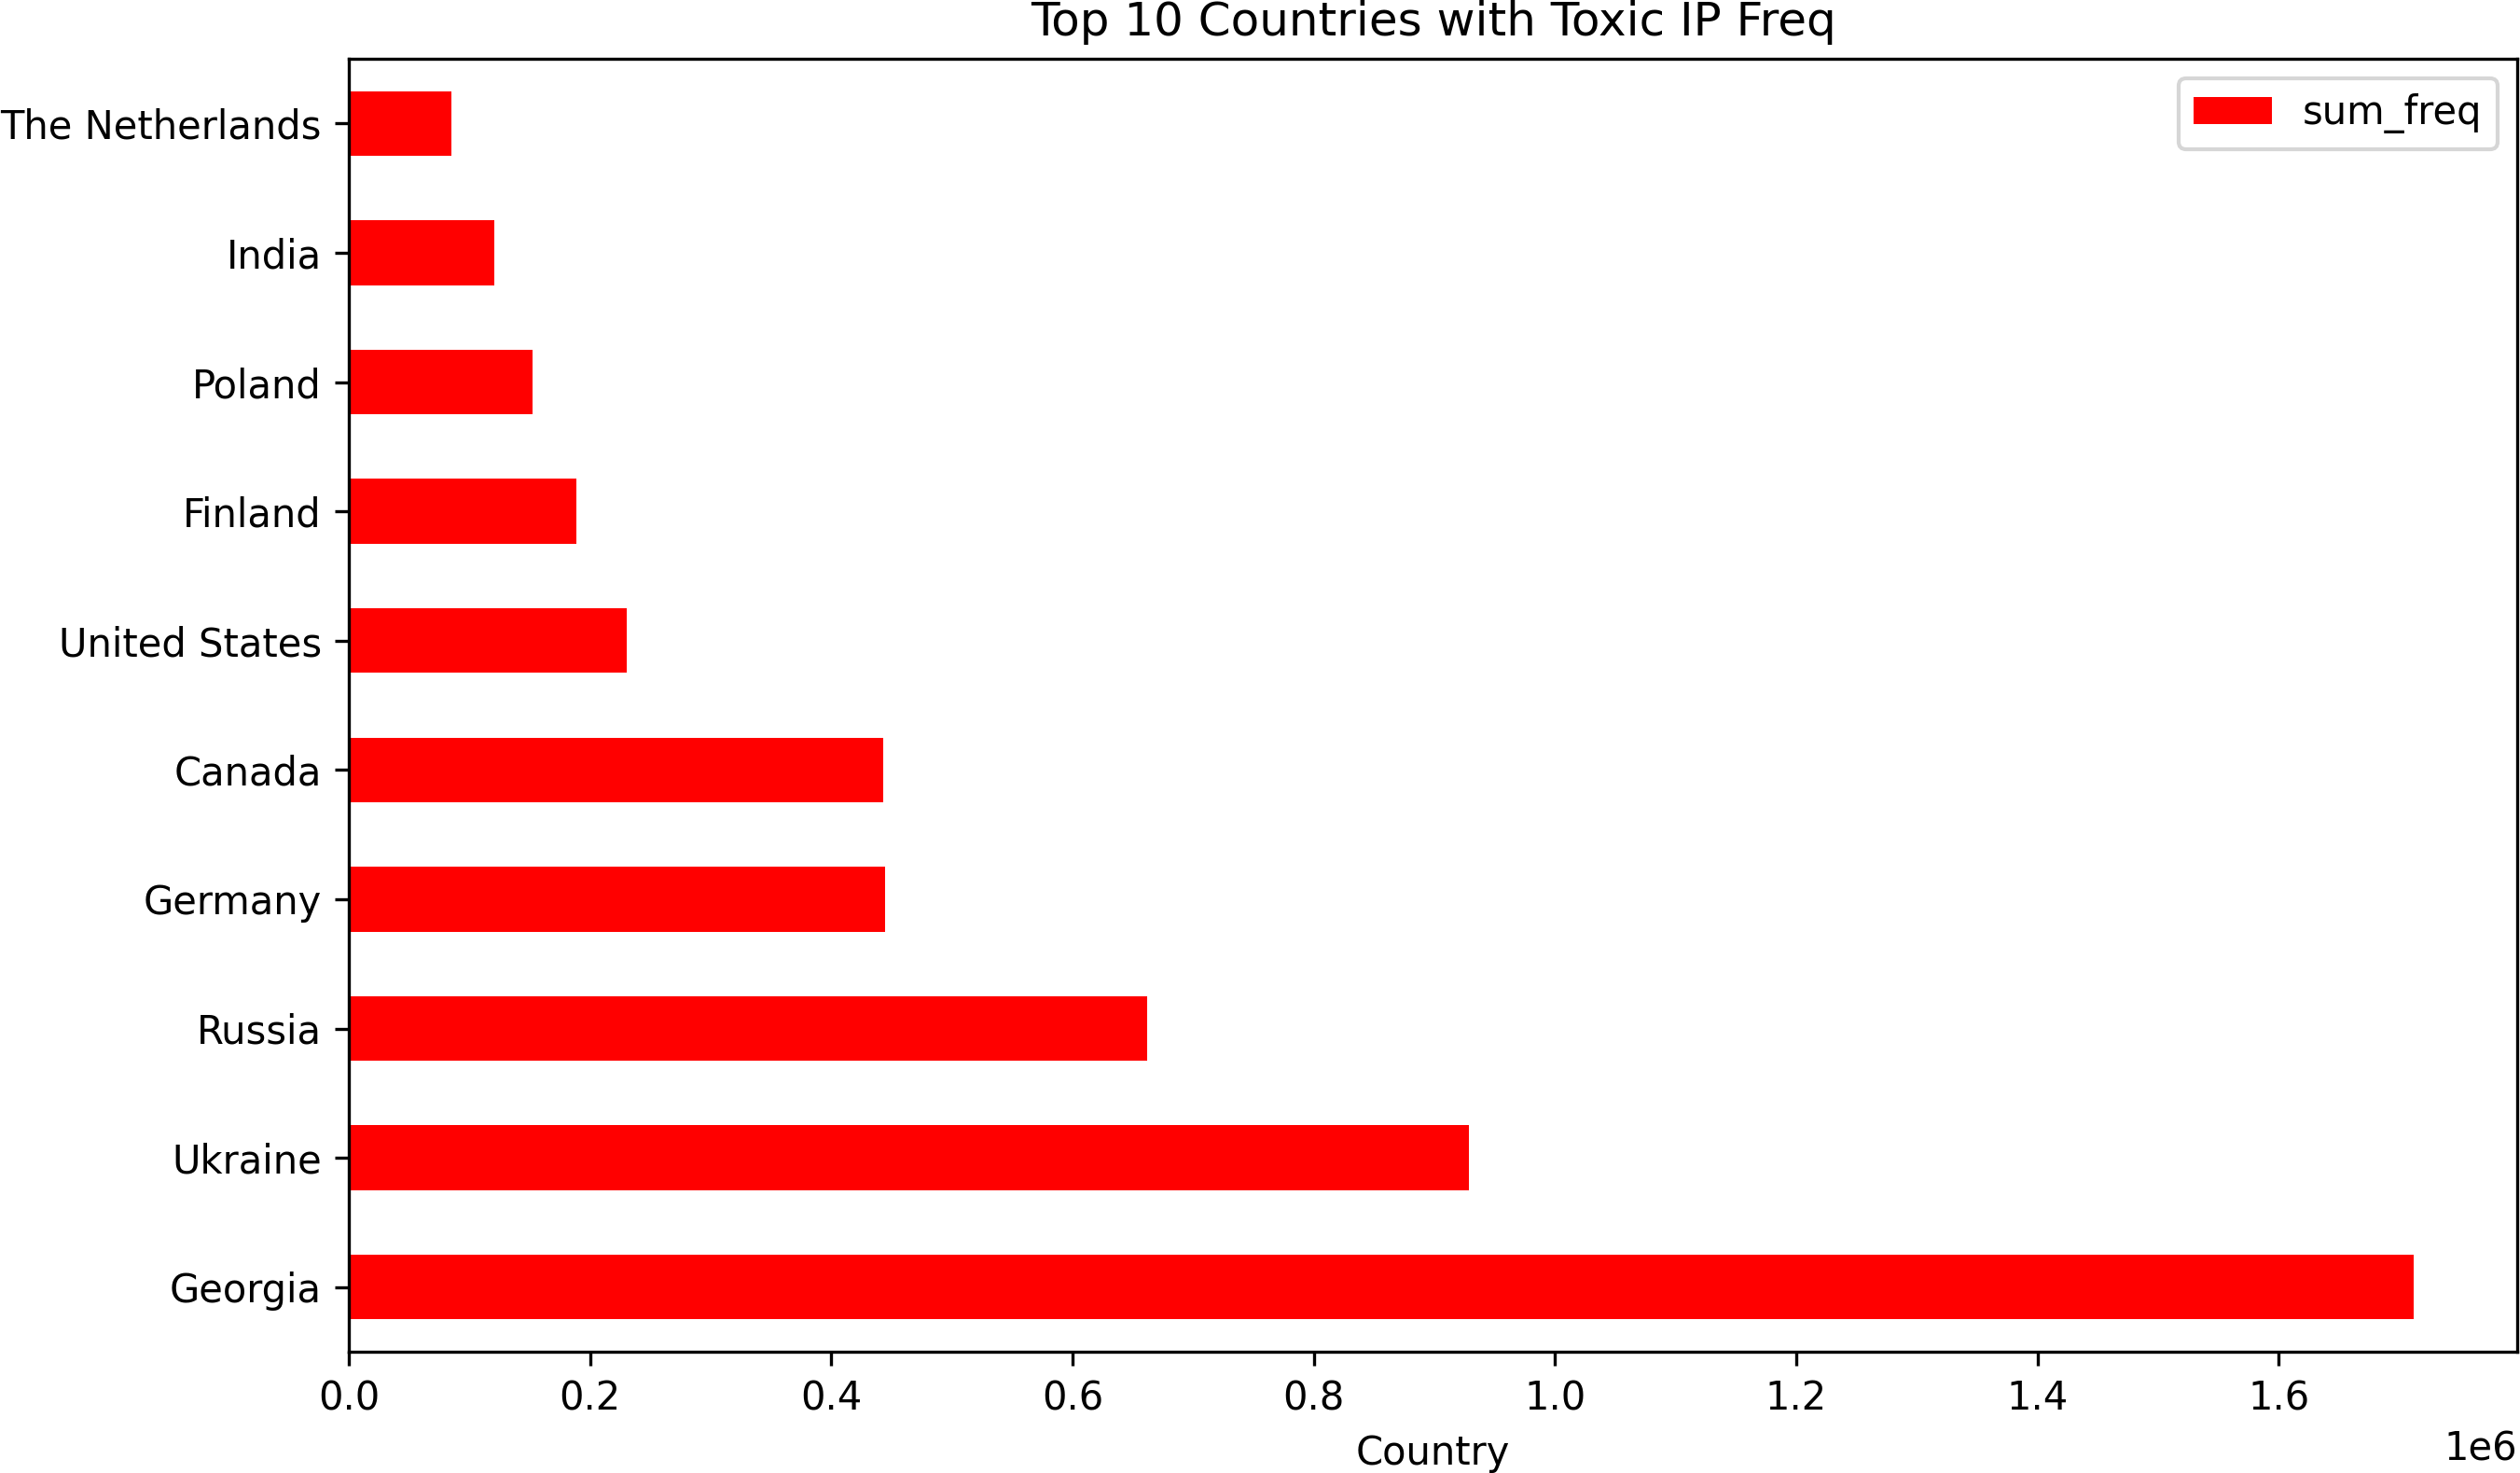 Top 10 Countries with Toxic IP Freq
sum_freq
The Netherlands
India
Poland
Finland
United States
Canada
Germany
Russia
Ukraine
Georgia
0.0 0.2 0.4 0.6 0.8 1.0 1.2 1.4 1.6
1e6
Country